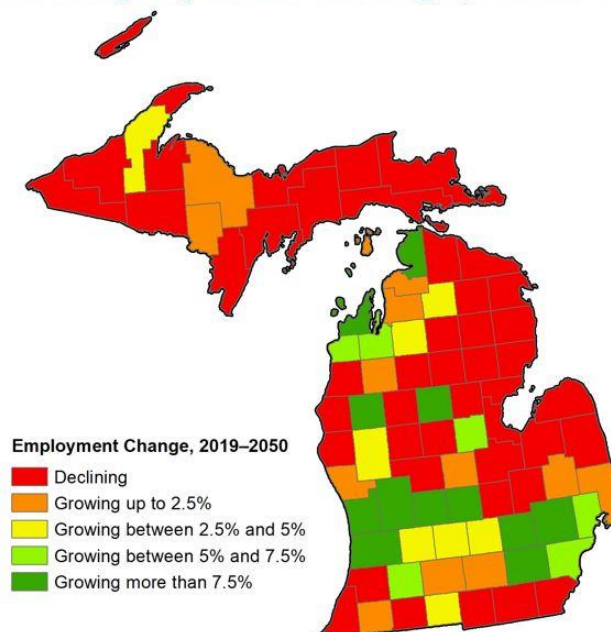 Employment Change, 2019–2050
Declining
Growing up to 2.5%
Growing between 2.5% and 5%
Growing between 5% and 7.5%
Growing more than 7.5%